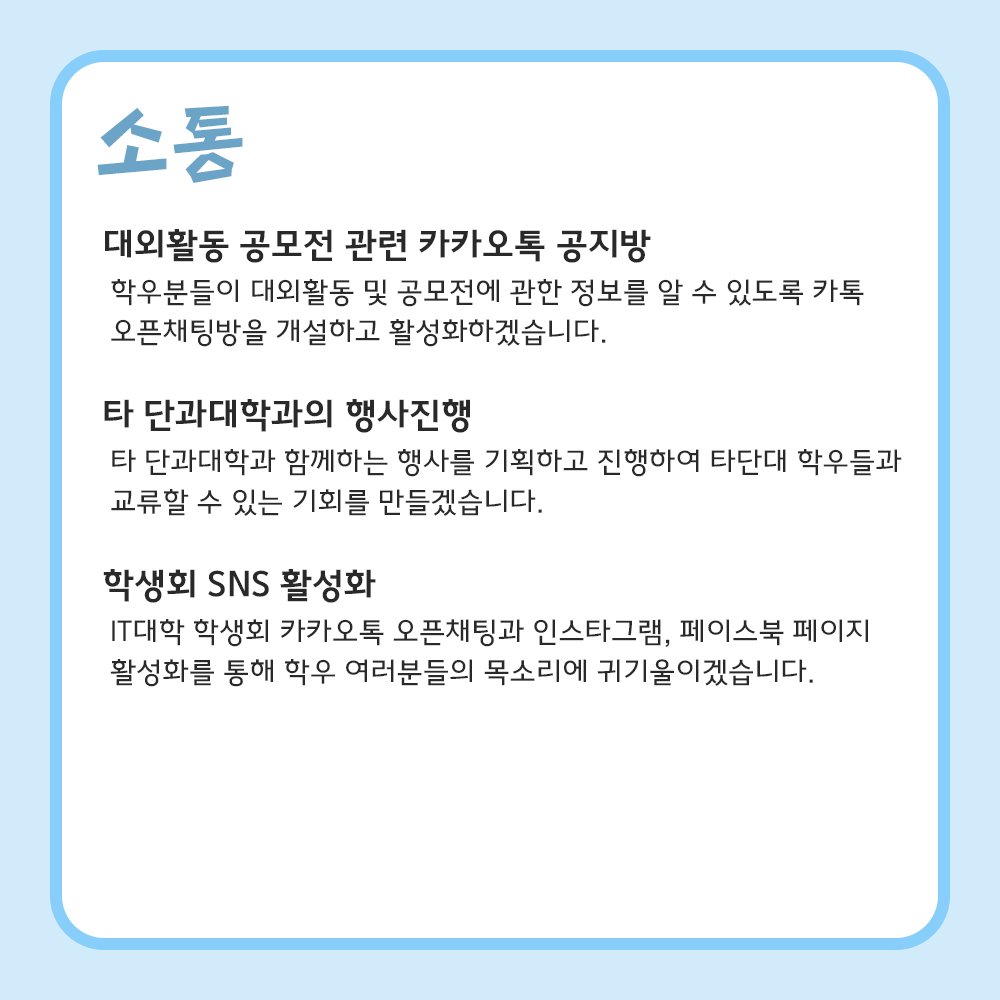 소통
대외활동 공모전 관련 카카오톡 공지방
학우분들이 대외활동 및 공모전에 관한 정보를 알 수 있도록 카톡
오픈채팅방을 개설하고 활성화하겠습니다.
타 단과대학과의 행사진행
타 단과대학과 함께하는 행사를 기획하고 진행하여 타단대 학우들과
교류할 수 있는 기회를 만들겠습니다.
학생회 SNS 활성화
IT대학 학생회 카카오톡 오픈채팅과 인스타그램, 페이스북 페이지
활성화를 통해 학우 여러분들의 목소리에 귀기울이겠습니다.